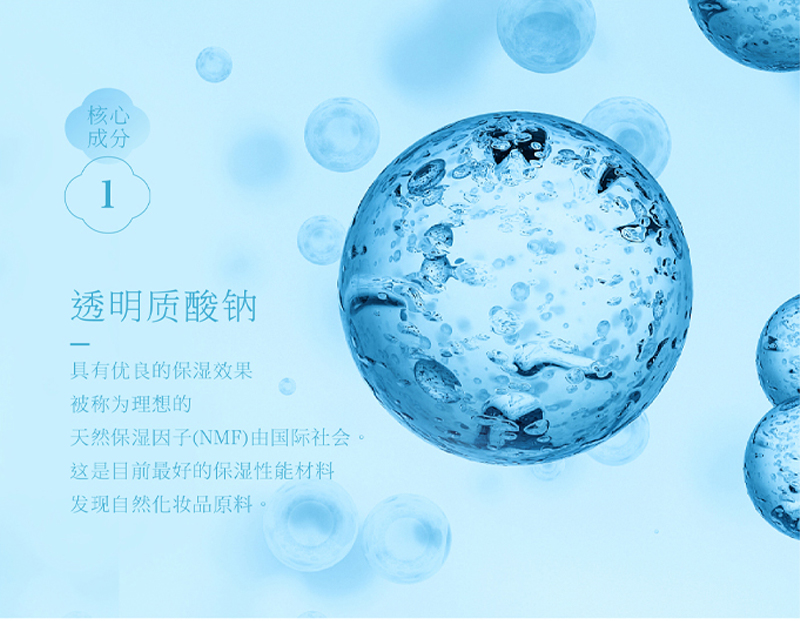 核心
成分
1
透明质酸钠
具有优良的保湿效果
被称为理想的
天然保湿因子(NMF)由国际社会。
这是目前最好的保湿性能材料
发现自然化妆品原料。